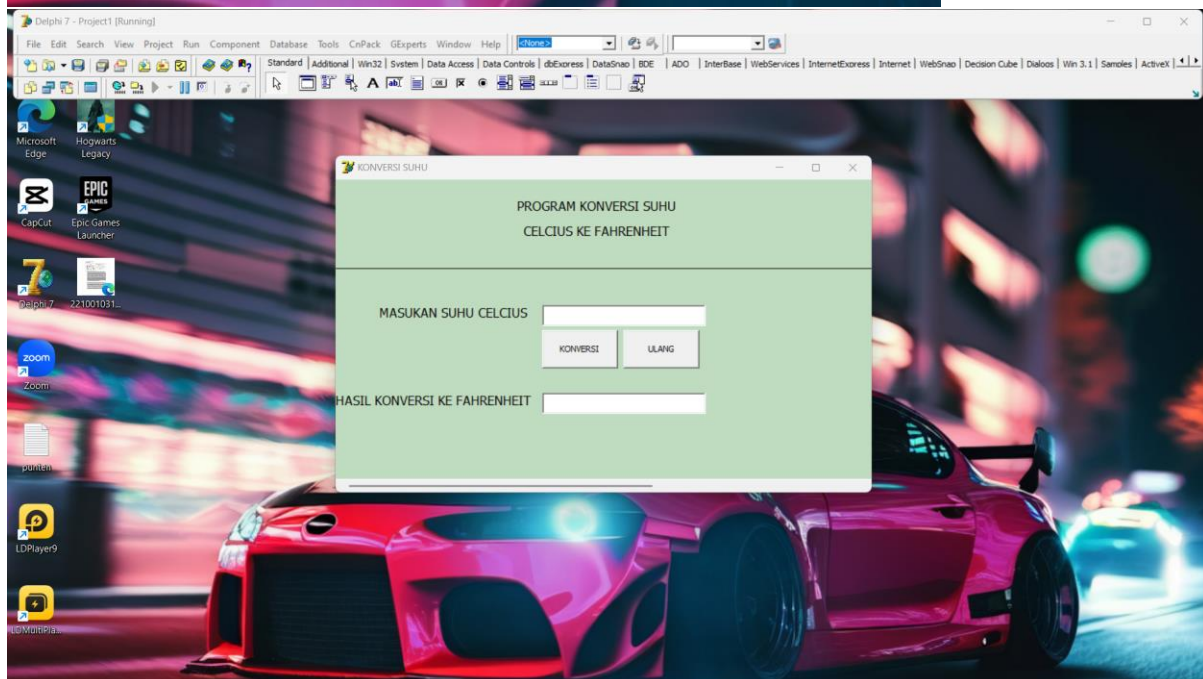 Delphi 7 - Project1 [Running]
File Edit Search View Project Run Component Database Tools CnPack GExperts Window Help <None>
Standard Additional Win32 System Data Access Data Controls dbExpress DataSnap BDE ADO InterBase WebServices InternetExpress Internet WebSnap Decision Cube Dialogs Win 3.1 Samples ActiveX
Microsoft
Edge
Hogwarts
Legacy
CapCut
EPIC
GAMES
Epic Games
Launcher
Delphi 7
221001031...
zoom
Zoom
punten
LDPlayer9
LDMultiPla...
KONVERSI SUHU
PROGRAM KONVERSI SUHU
CELCIUS KE FAHRENHEIT
MASUKAN SUHU CELCIUS
KONVERSI ULANG
HASIL KONVERSI KE FAHRENHEIT